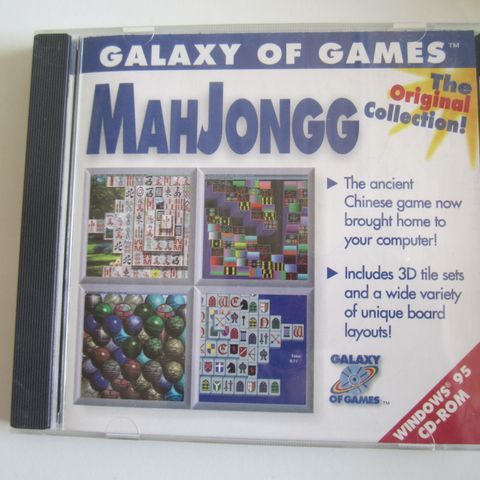 GALAXY OF GAMES™
The
Original
Collection!
MAHJONGG
The ancient
Chinese game now
brought home to
your computer!
Includes 3D tile sets
and a wide variety
of unique board
layouts!
GALAXY
OF GAMES™
WINDOWS® 95
CD-ROM